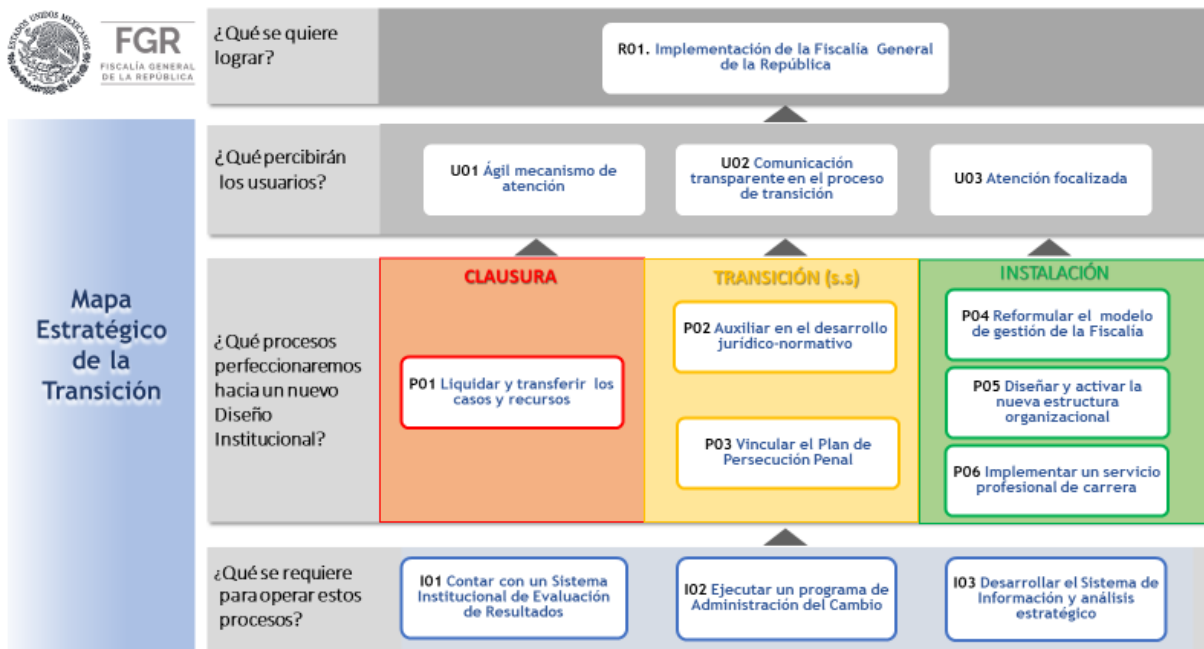 ESTADOS UNIDOS MEXICANOS
FGR
FISCALÍA GENERAL
DE LA REPÚBLICA
Mapa
Estratégico
de la
Transición
¿Qué se quiere
lograr?
R01. Implementación de la Fiscalía General
de la República
¿Qué percibirán
los usuarios?
U01 Ágil mecanismo de
atención
U02 Comunicación
transparente en el proceso
de transición
U03 Atención focalizada
¿Qué procesos
perfeccionaremos
hacia un nuevo
Diseño
Institucional?
CLAUSURA
P01 Liquidar y transferir los
casos y recursos
TRANSICIÓN (s.s)
P02 Auxiliar en el desarrollo
jurídico-normativo
P03 Vincular el Plan de
Persecución Penal
INSTALACIÓN
P04 Reformular el modelo
de gestión de la Fiscalía
P05 Diseñar y activar la
nueva estructura
organizacional
P06 Implementar un servicio
profesional de carrera
¿Qué se requiere
para operar estos
procesos?
I01 Contar con un Sistema
Institucional de Evaluación
de Resultados
I02 Ejecutar un programa de
Administración del Cambio
I03 Desarrollar el Sistema de
Información y análisis
estratégico